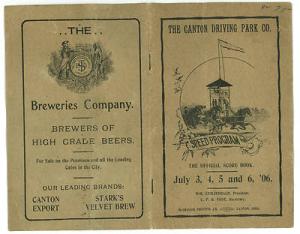 ..THE..
Breweries Company.
BREWERS OF
HIGH GRADE BEERS.
For Sale on the Premises and all the Leading
Cafes in the City.
OUR LEADING BRANDS:
CANTON
EXPORT
STARK'S
VELVET BREW
THE CANTON DRIVING PARK CO.
SPEED PROGRAM
THE OFFICIAL SCORE BOOK.
July 3, 4, 5 and 6, '06.